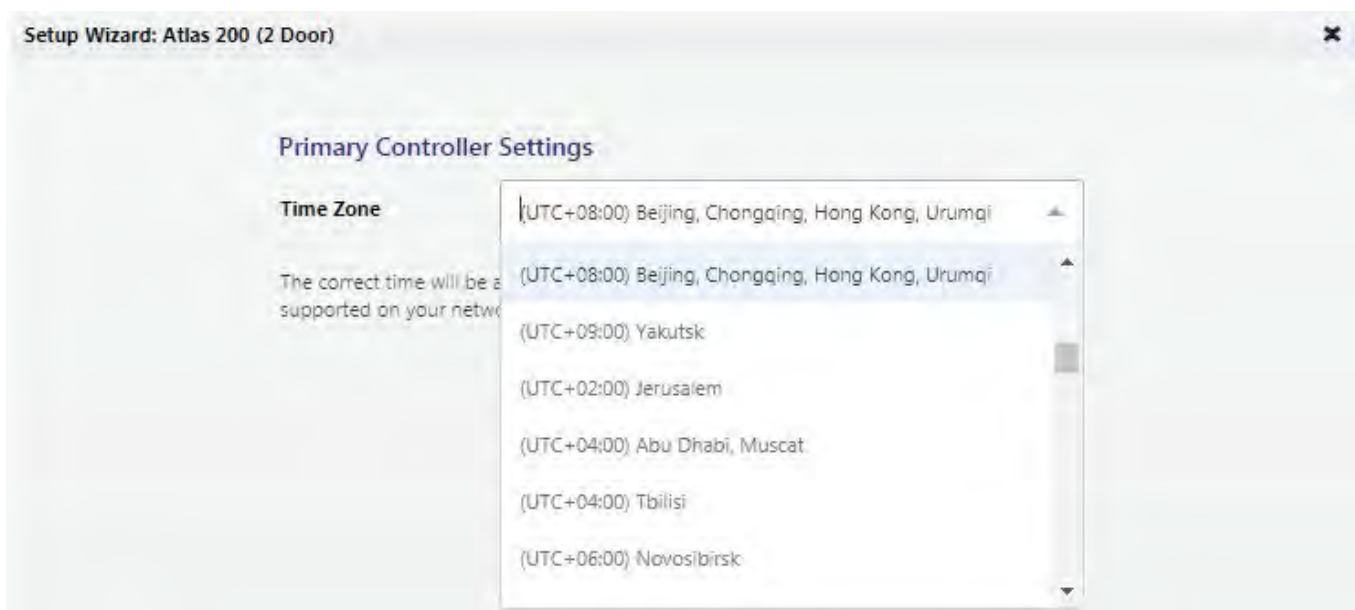 Setup Wizard: Atlas 200 (2 Door)
Primary Controller Settings
Time Zone
(UTC+08:00) Beijing, Chongqing, Hong Kong, Urumqi
(UTC+08:00) Beijing, Chongqing, Hong Kong, Urumqi
The correct time will be a
supported on your netwo
(UTC+09:00) Yakutsk
(UTC+02:00) Jerusalem
(UTC+04:00) Abu Dhabi, Muscat
(UTC+04:00) Tbilisi
(UTC+06:00) Novosibirsk